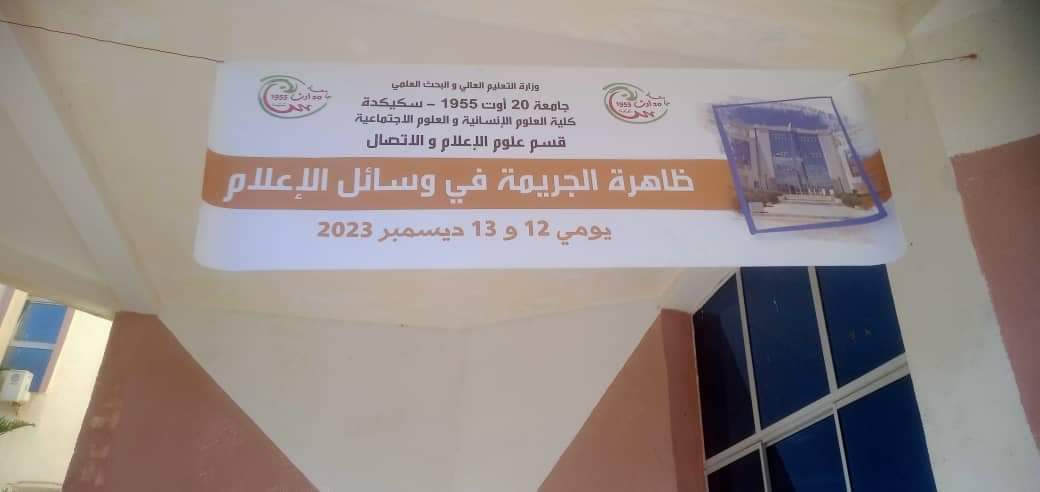 وزارة التعليم العالي و البحث العلمي
جامعة 20 أوت 1955 – سكيكدة
كلية العلوم الإنسانية و العلوم الاجتماعية
قسم علوم الإعلام و الاتصال
ظاهرة الجريمة في وسائل الإعلام
يومي 12 و 13 ديسمبر 2023